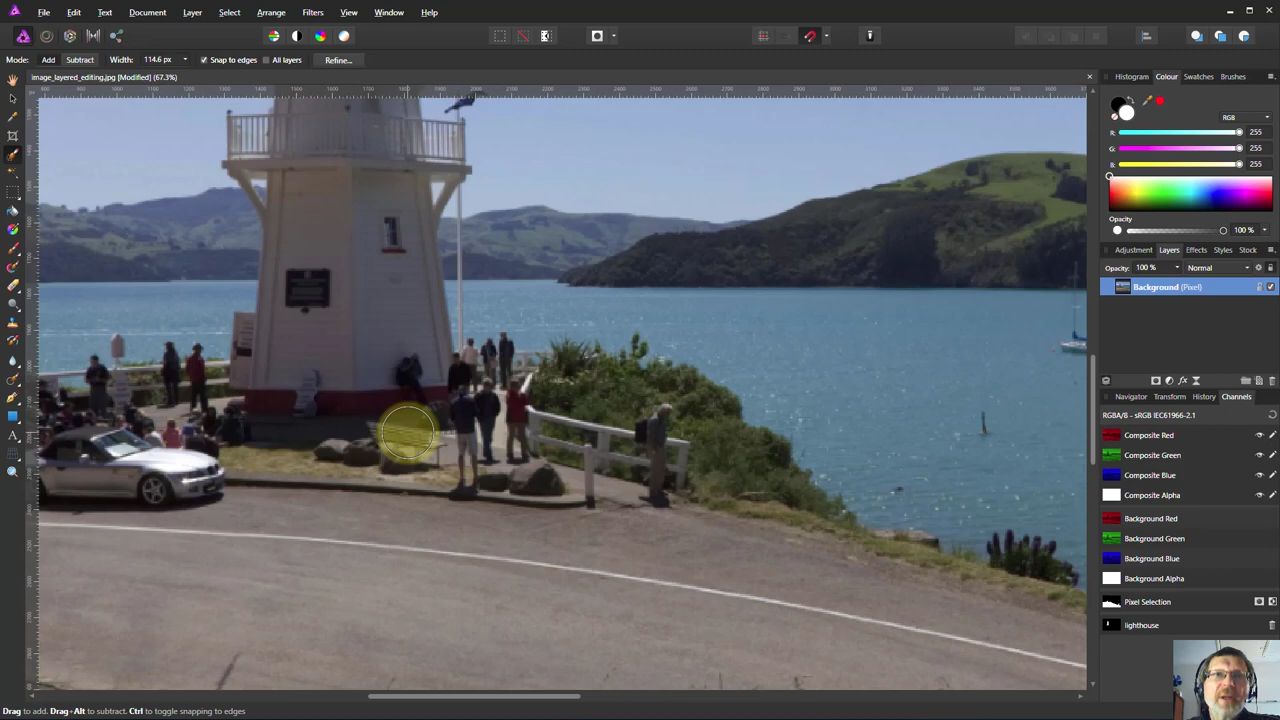 File Edit Document Layer Select Arrange Filters View Window Help
Mode: Add Subtract Width: 114.6 px Snap to edges All layers Refine...
image_layered_editing.jpg [Modified] (67.3%)
Histogram Colour Swatches Brushes
RGB
R: 255
G: 255
B: 255
Opacity
100 %
Adjustment Layers Effects Styles Stock
Opacity: 100 % Normal
Background (Pixel)
Navigator Transform History Channels
RGBA/8 - sRGB IEC61966-2.1
Composite Red
Composite Green
Composite Blue
Composite Alpha
Background Red
Background Green
Background Blue
Background Alpha
Pixel Selection
lighthouse
Drag to add. Drag+Alt to subtract. Ctrl to toggle snapping to edges